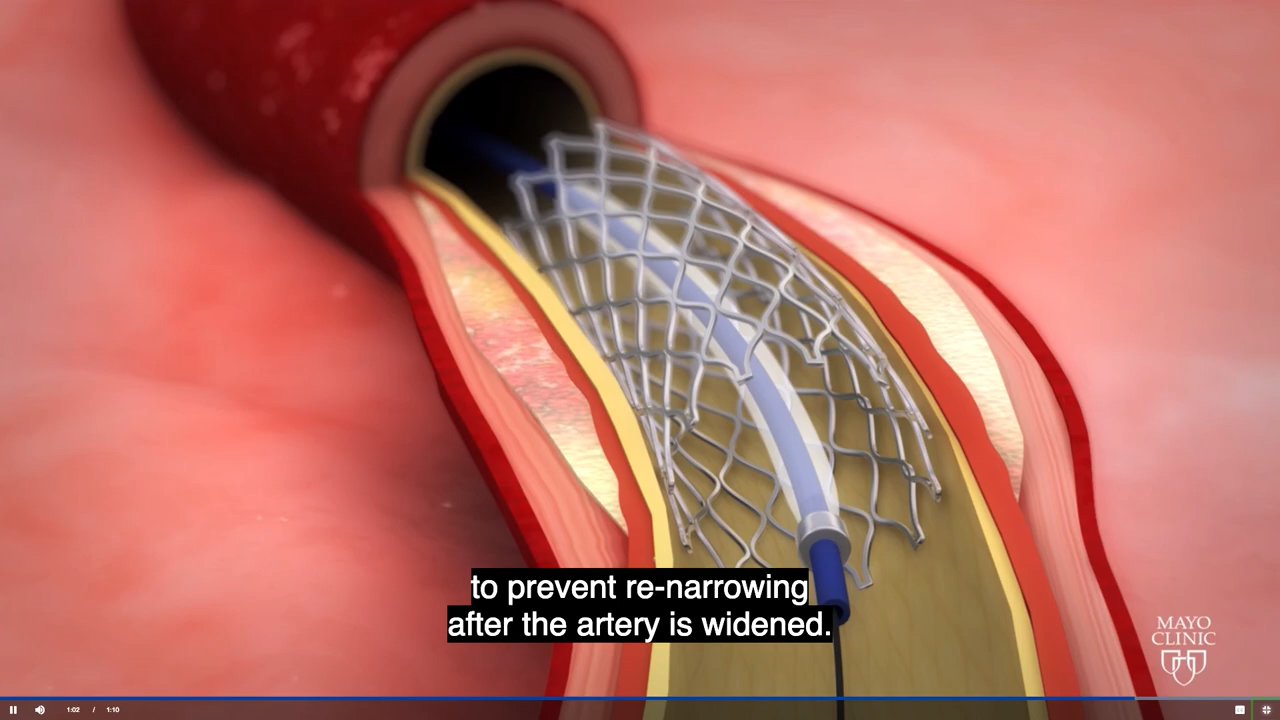 to prevent re-narrowing
after the artery is widened.
MAYO
CLINIC
1:02 / 1:10